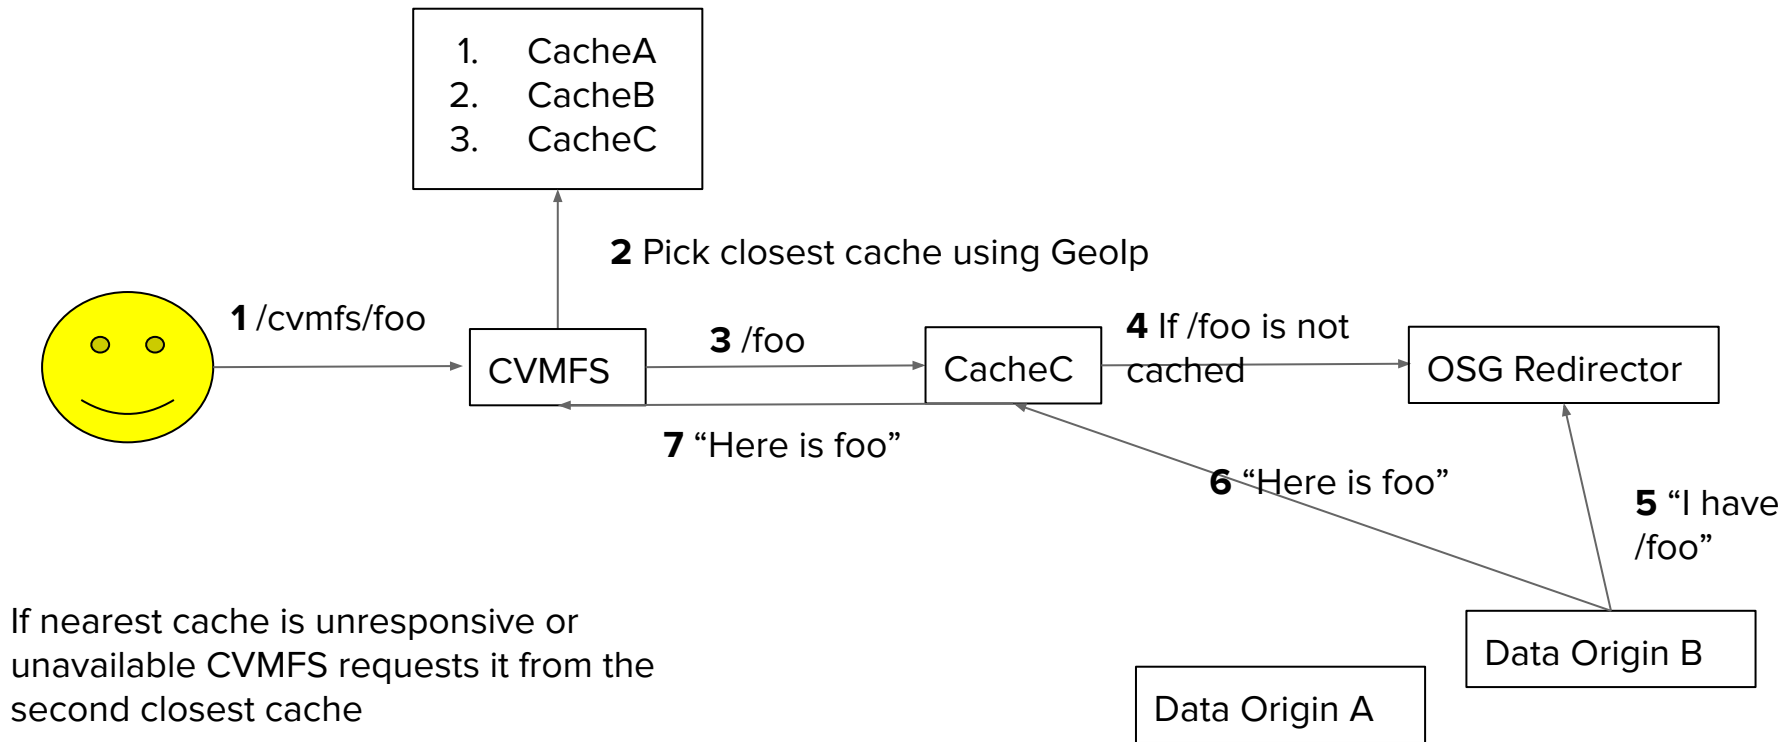 1. CacheA
2. CacheB
3. CacheC
2 Pick closest cache using GeoIp
1 /cvmfs/foo
CVMFS
3 /foo
CacheC
4 If /foo is not
cached
OSG Redirector
7 “Here is foo”
6 “Here is foo”
5 “I have
/foo”
If nearest cache is unresponsive or
unavailable CVMFS requests it from the
second closest cache
Data Origin B
Data Origin A